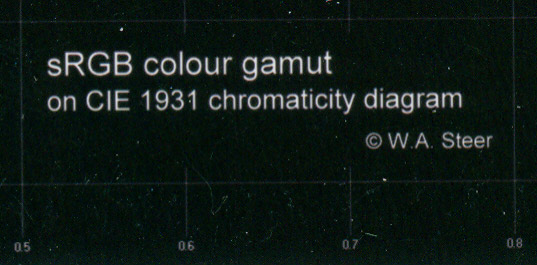 sRGB colour gamut
on CIE 1931 chromaticity diagram
© W.A. Steer
0.5 0.6 0.7 0.8